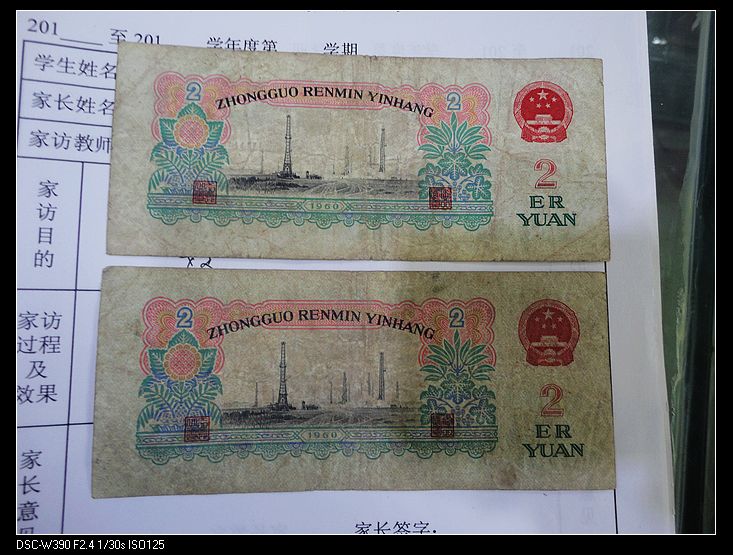 201___ 至 201 学年度第 学期
学生姓名
家长姓名
家访教师
家访目的
家访过程及效果
家长意见
家长签字:
2
ZHONGGUO RENMIN YINHANG
2
1960
2
ER
YUAN
x 2
2
ZHONGGUO RENMIN YINHANG
2
1960
2
ER
YUAN
DSC-W390 F2.4 1/30s ISO125